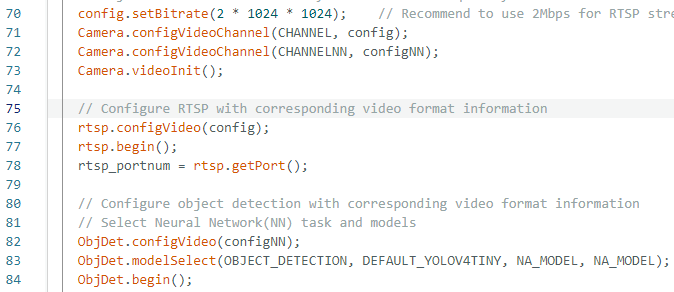 70 config.setBitrate(2 * 1024 * 1024); // Recommend to use 2Mbps for RTSP
71 Camera.configVideoChannel(CHANNEL, config);
72 Camera.configVideoChannel(CHANNELNN, configNN);
73 Camera.videoInit();
74
75 // Configure RTSP with corresponding video format information
76 rtsp.configVideo(config);
77 rtsp.begin();
78 rtsp_portnum = rtsp.getPort();
79
80 // Configure object detection with corresponding video format information
81 // Select Neural Network(NN) task and models
82 ObjDet.configVideo(configNN);
83 ObjDet.modelSelect(OBJECT_DETECTION, DEFAULT_YOLOV4TINY, NA_MODEL, NA_MODEL);
84 ObjDet.begin();